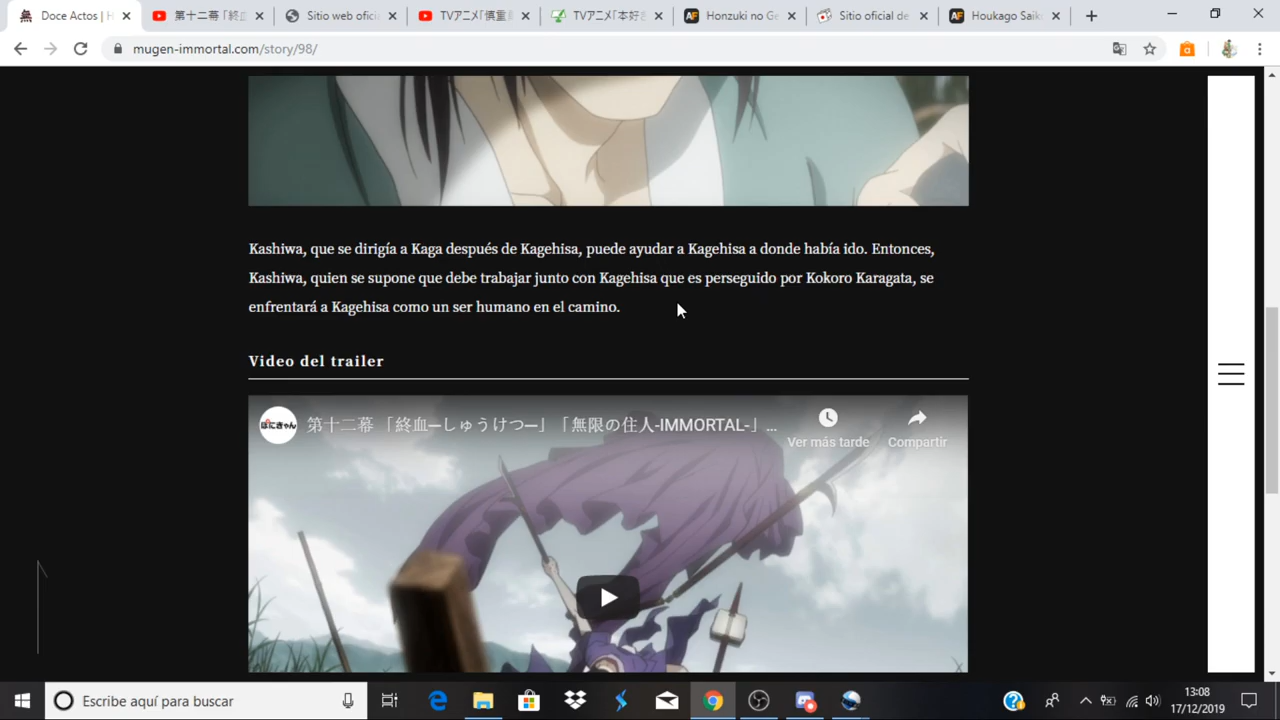 Doce Actos | H
第十二幕 「終血
Sitio web ofici
TVアニメ「慎重
TVアニメ「本好き
Honzuki no Ge
Sitio oficial de
Houkago Saik
mugen-immortal.com/story/98/
Kashiwa, que se dirigía a Kaga después de Kagehisa, puede ayudar a Kagehisa a donde había ido. Entonces,
Kashiwa, quien se supone que debe trabajar junto con Kagehisa que es perseguido por Kokoro Karagata, se
enfrentará a Kagehisa como un ser humano en el camino.
Video del trailer
ぽにきゃん
第十二幕 「終血—しゅうけつ—」「無限の住人-IMMORTAL-」...
Ver más tarde
Compartir
Escribe aquí para buscar
13:08
17/12/2019